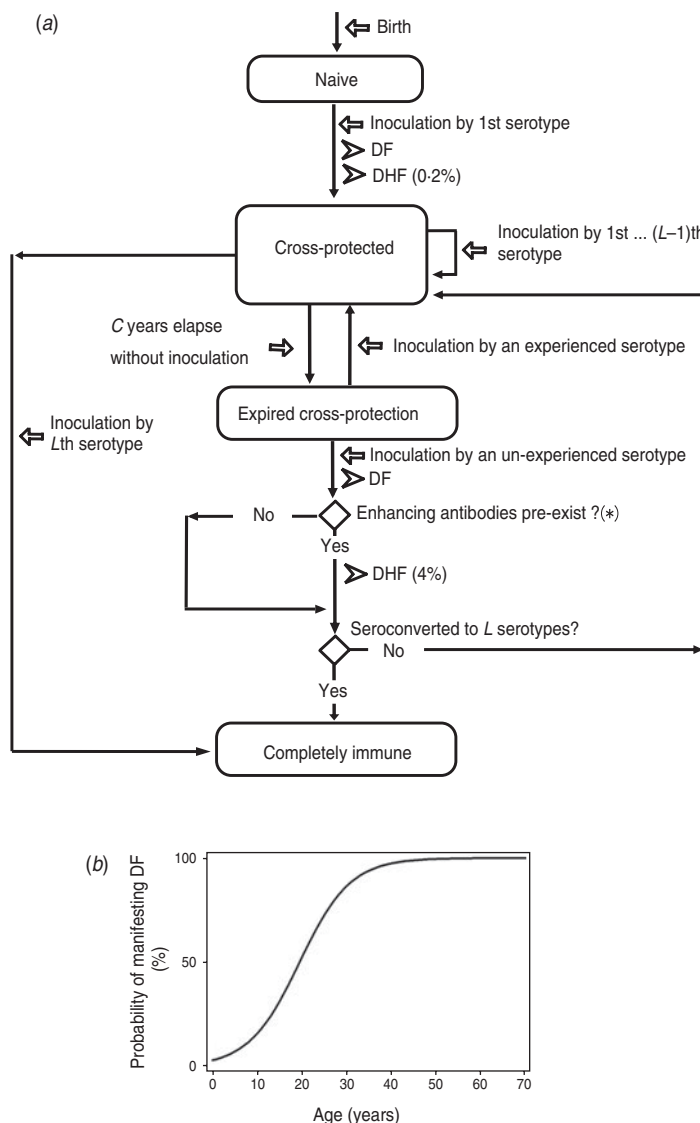 (a)
Birth
Naive
Inoculation by 1st serotype
DF
DHF (0·2%)
Cross-protected
Inoculation by 1st ... (L–1)th
serotype
C years elapse
without inoculation
Inoculation by an experienced serotype
Expired cross-protection
Inoculation by
Lth serotype
Inoculation by an un-experienced serotype
DF
No
Enhancing antibodies pre-exist ?(*)
Yes
DHF (4%)
Seroconverted to L serotypes?
No
Yes
Completely immune
(b)
Probability of manifesting DF
(%)
100
50
0
0 10 20 30 40 50 60 70
Age (years)